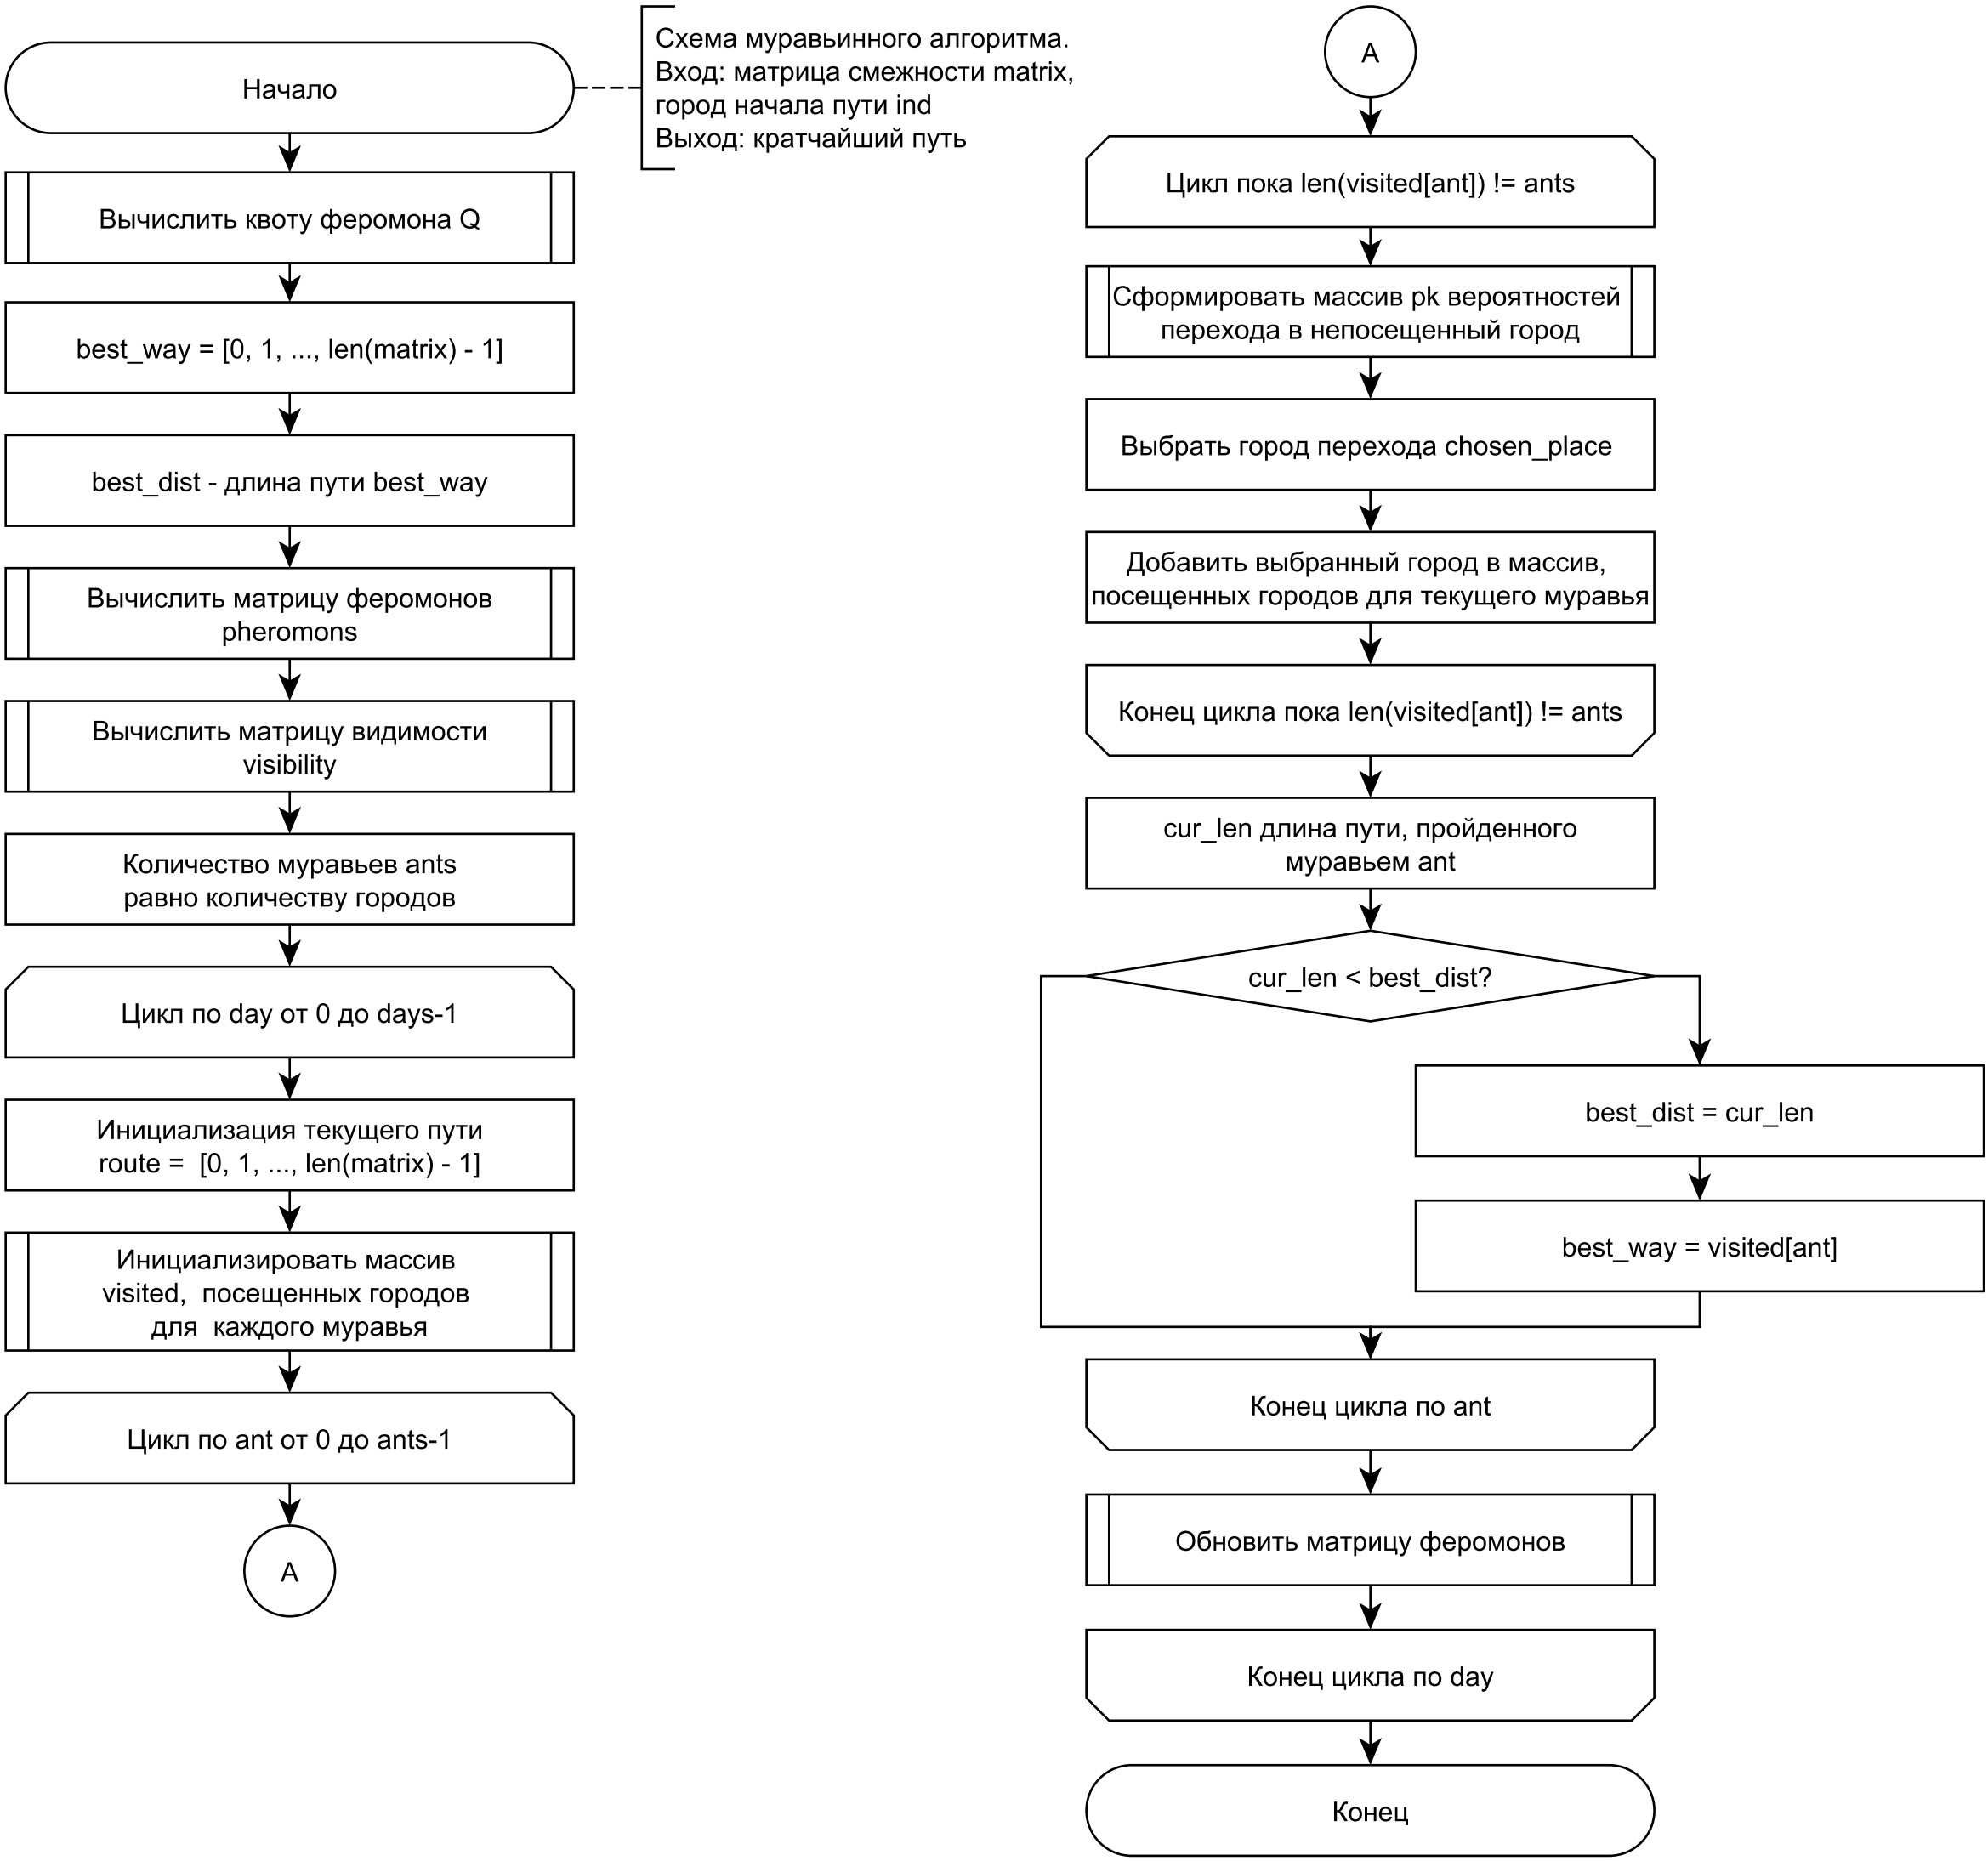 Начало
Схема муравьинного алгоритма.
Вход: матрица смежности matrix,
город начала пути ind
Выход: кратчайший путь
Вычислить квоту феромона Q
best_way = [0, 1, ..., len(matrix) - 1]
best_dist - длина пути best_way
Вычислить матрицу феромонов
pheromons
Вычислить матрицу видимости
visibility
Количество муравьев ants
равно количеству городов
Цикл по day от 0 до days-1
Инициализация текущего пути
route =  [0, 1, ..., len(matrix) - 1]
Инициализировать массив
visited,  посещенных городов
для  каждого муравья
Цикл по ant от 0 до ants-1
А
А
Цикл пока len(visited[ant]) != ants
Сформировать массив pk вероятностей
перехода в непосещенный город
Выбрать город перехода chosen_place
Добавить выбранный город в массив,
посещенных городов для текущего муравья
Конец цикла пока len(visited[ant]) != ants
cur_len длина пути, пройденного
муравьем ant
cur_len < best_dist?
best_dist = cur_len
best_way = visited[ant]
Конец цикла по ant
Обновить матрицу феромонов
Конец цикла по day
Конец